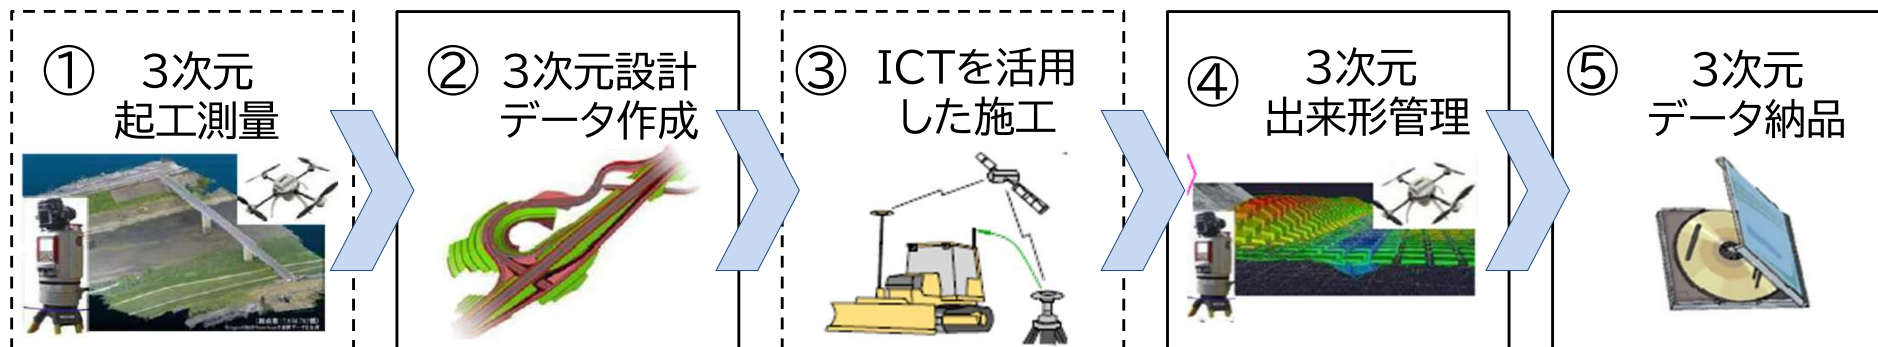 ① 3次元
起工測量
② 3次元設計
データ作成
③ ICTを活用
した施工
④ 3次元
出来形管理
⑤ 3次元
データ納品